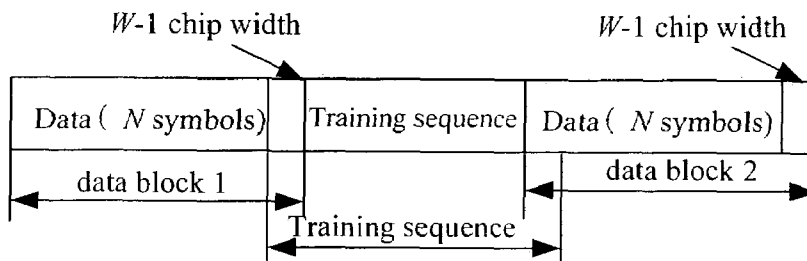 W-1 chip width
W-1 chip width
Data ( N symbols)
Training sequence
Data ( N symbols)
data block 1
data block 2
Training sequence